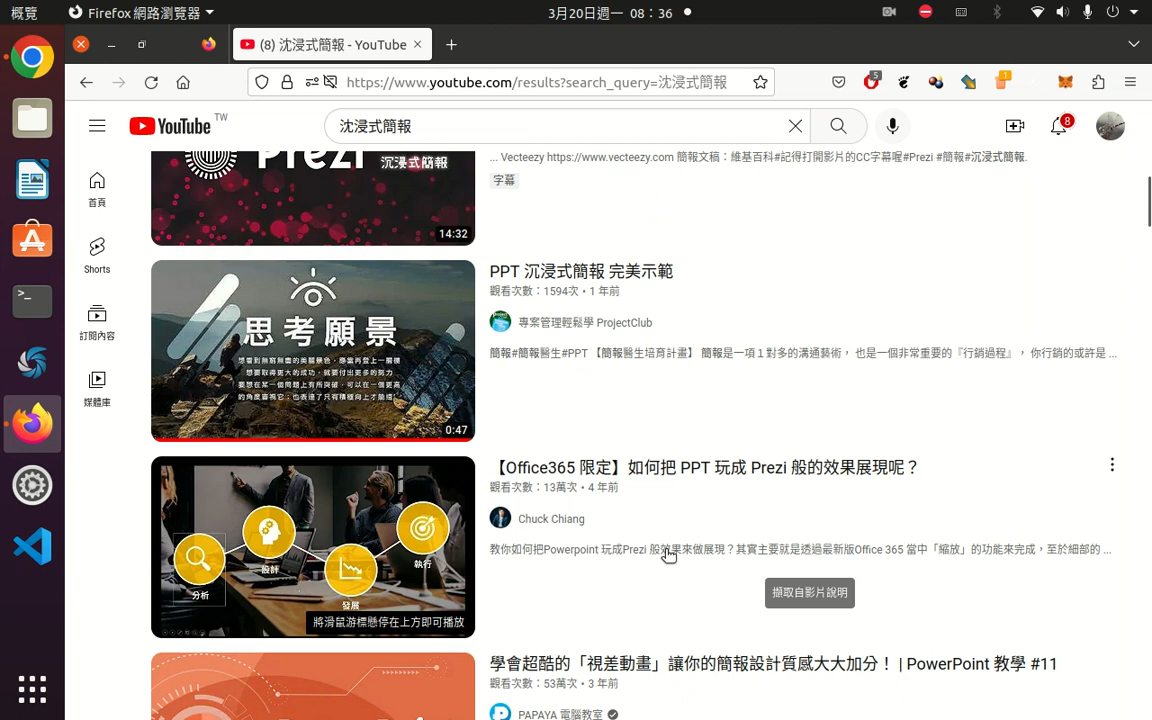 概覽
Firefox 網路瀏覽器
3月20日週一 08:36
(8) 沈浸式簡報 - YouTube
https://www.youtube.com/results?search_query=沈浸式簡報
5
1
YouTube TW
沈浸式簡報
8
首頁
Shorts
訂閱內容
媒體庫
Prezi 沉浸式簡報
14:32
... Vecteezy https://www.vecteezy.com 簡報文稿：維基百科#記得打開影片的CC字幕喔#Prezi #簡報#沉浸式簡報.
字幕
思考願景
0:47
PPT 沉浸式簡報 完美示範
觀看次數：1594次 • 1 年前
專案管理輕鬆學 ProjectClub
簡報#簡報醫生#PPT 【簡報醫生培育計畫】 簡報是一項１對多的溝通藝術， 也是一個非常重要的『行銷過程』， 你行銷的或許是 ...
分析
設計
發展
執行
將滑鼠游標懸停在上方即可播放
【Office365 限定】如何把 PPT 玩成 Prezi 般的效果展現呢？
觀看次數：13萬次 • 4 年前
Chuck Chiang
教你如何把Powerpoint 玩成Prezi 般效果來做展現？其實主要就是透過最新版Office 365 當中「縮放」的功能來完成，至於細部的 ...
擷取自影片說明
學會超酷的「視差動畫」讓你的簡報設計質感大大加分！ | PowerPoint 教學 #11
觀看次數：53萬次 • 3 年前
PAPAYA 電腦教室